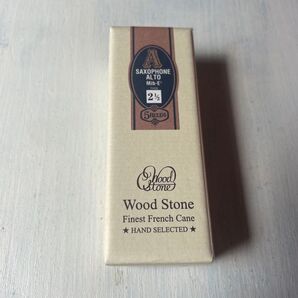 A
SAXOPHONE
ALTO
Mib-E♭
2½
5 REEDS
Wood
Stone
Wood Stone
Finest French Cane
★ HAND SELECTED ★